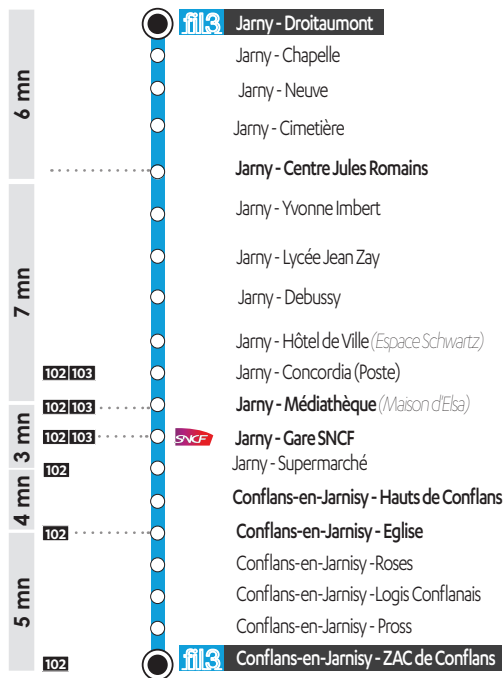 fil3 Jarny - Droitaumont
Jarny - Chapelle
6 mn
Jarny - Neuve
Jarny - Cimetière
Jarny - Centre Jules Romains
Jarny - Yvonne Imbert
Jarny - Lycée Jean Zay
7 mn
Jarny - Debussy
Jarny - Hôtel de Ville (Espace Schwartz)
102 103 Jarny - Concordia (Poste)
102 103 Jarny - Médiathèque (Maison d'Elsa)
3 mn
102 103 SNCF Jarny - Gare SNCF
102 Jarny - Supermarché
4 mn
Conflans-en-Jarnisy - Hauts de Conflans
102 Conflans-en-Jarnisy - Eglise
Conflans-en-Jarnisy -Roses
5 mn
Conflans-en-Jarnisy -Logis Conflanais
Conflans-en-Jarnisy - Pross
102 fil3 Conflans-en-Jarnisy - ZAC de Conflans